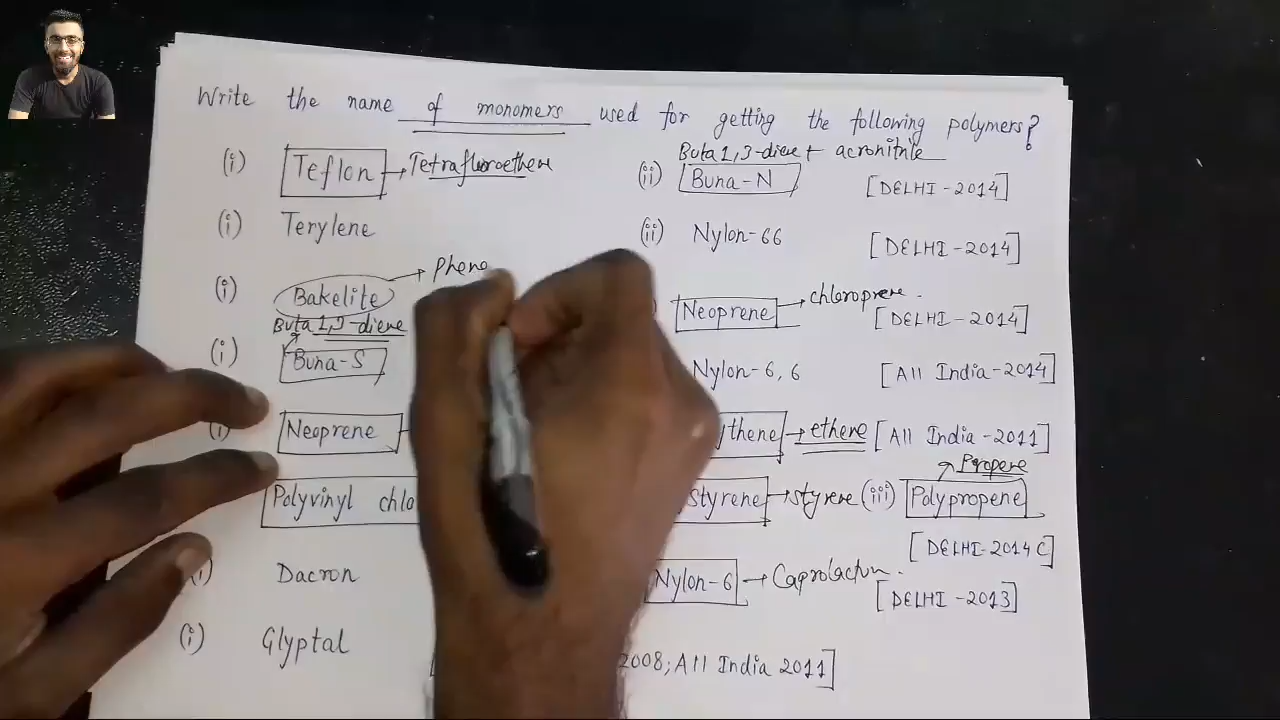 Write the name of monomers used for getting the following polymers?
Buta 1,3-diene + acronitrile
(i) Teflon → Tetrafluoroethene (ii) Buna-N [DELHI-2014]
(i) Terylene (ii) Nylon-66 [DELHI-2014]
(i) Bakelite → Pheno
Neoprene → chloroprene. [DELHI-2014]
Buta 1,3-diene
(i) Buna-S Nylon-6,6 [All India-2014]
(i) Neoprene ythene → ethene [All India-2011]
Propene
Polyvinyl chlo styrene → styrene (iii) Polypropene
[DELHI-2014 C]
(i) Dacron Nylon-6 → Caprolactum. [DELHI-2013]
(i) Glyptal 2008; All India 2011]